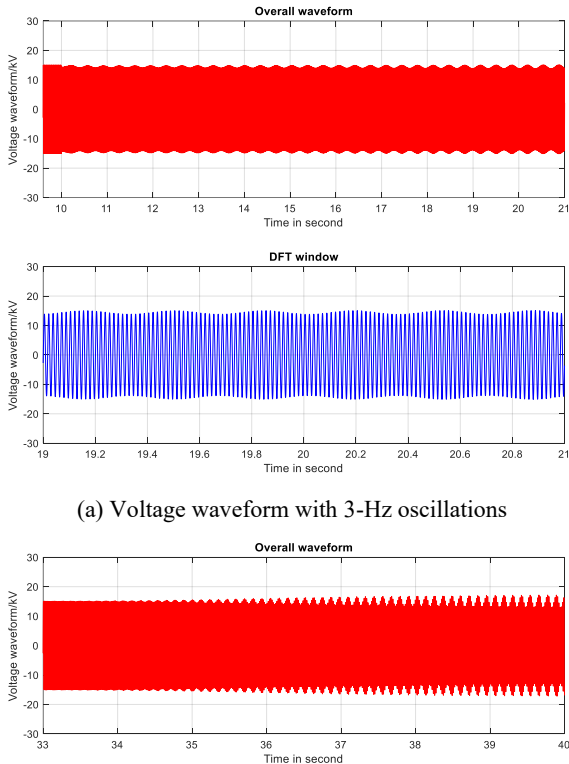 Overall waveform
30
20
10
0
-10
-20
-30
Voltage waveform/kV
10 11 12 13 14 15 16 17 18 19 20 21
Time in second
DFT window
30
20
10
0
-10
-20
-30
Voltage waveform/kV
19 19.2 19.4 19.6 19.8 20 20.2 20.4 20.6 20.8 21
Time in second
(a) Voltage waveform with 3-Hz oscillations
Overall waveform
30
20
10
0
-10
-20
-30
Voltage waveform/kV
33 34 35 36 37 38 39 40
Time in second